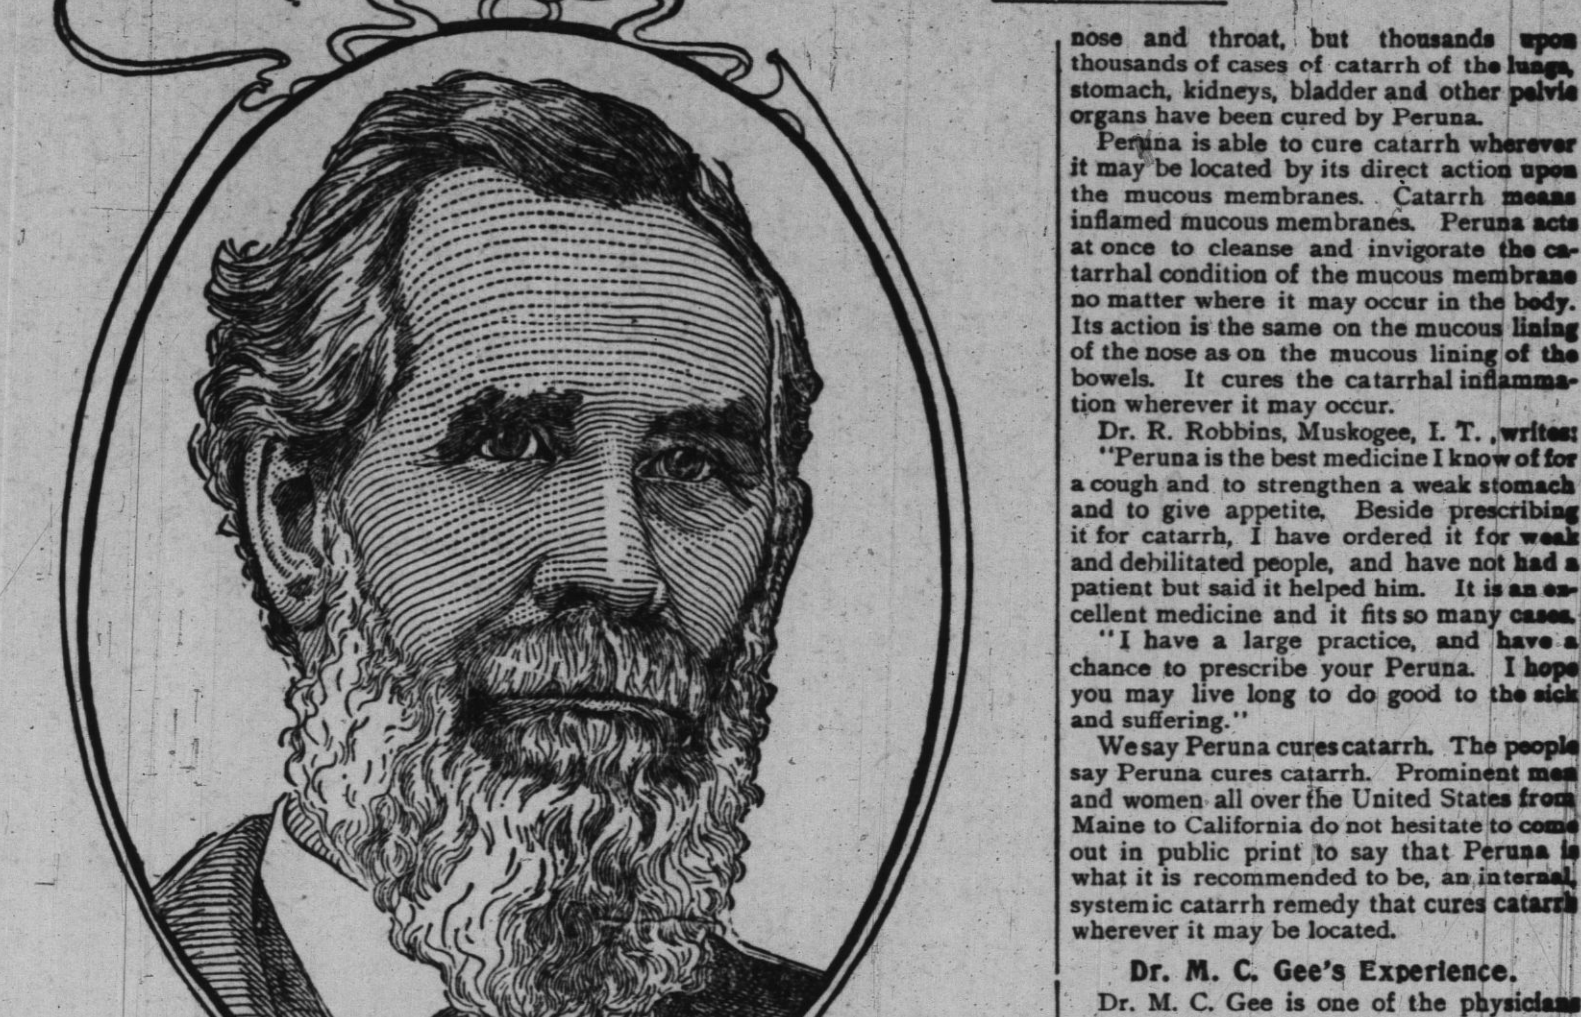 nose and throat, but thousands upon
thousands of cases of catarrh of the lungs,
stomach, kidneys, bladder and other pelvic
organs have been cured by Peruna.
Peruna is able to cure catarrh wherever
it may be located by its direct action upon
the mucous membranes. Catarrh means
inflamed mucous membranes. Peruna acts
at once to cleanse and invigorate the ca-
tarrhal condition of the mucous membrane
no matter where it may occur in the body.
Its action is the same on the mucous lining
of the nose as on the mucous lining of the
bowels. It cures the catarrhal inflamma-
tion wherever it may occur.
Dr. R. Robbins, Muskogee, I. T., writes:
"Peruna is the best medicine I know of for
a cough and to strengthen a weak stomach
and to give appetite. Beside prescribing
it for catarrh, I have ordered it for weak
and debilitated people, and have not had a
patient but said it helped him. It is an ex-
cellent medicine and it fits so many cases.
"I have a large practice, and have a
chance to prescribe your Peruna. I hope
you may live long to do good to the sick
and suffering."
We say Peruna cures catarrh. The people
say Peruna cures catarrh. Prominent men
and women all over the United States from
Maine to California do not hesitate to come
out in public print to say that Peruna is
what it is recommended to be, an internal,
systemic catarrh remedy that cures catarrh
wherever it may be located.
Dr. M. C. Gee's Experience.
Dr. M. C. Gee is one of the physicians